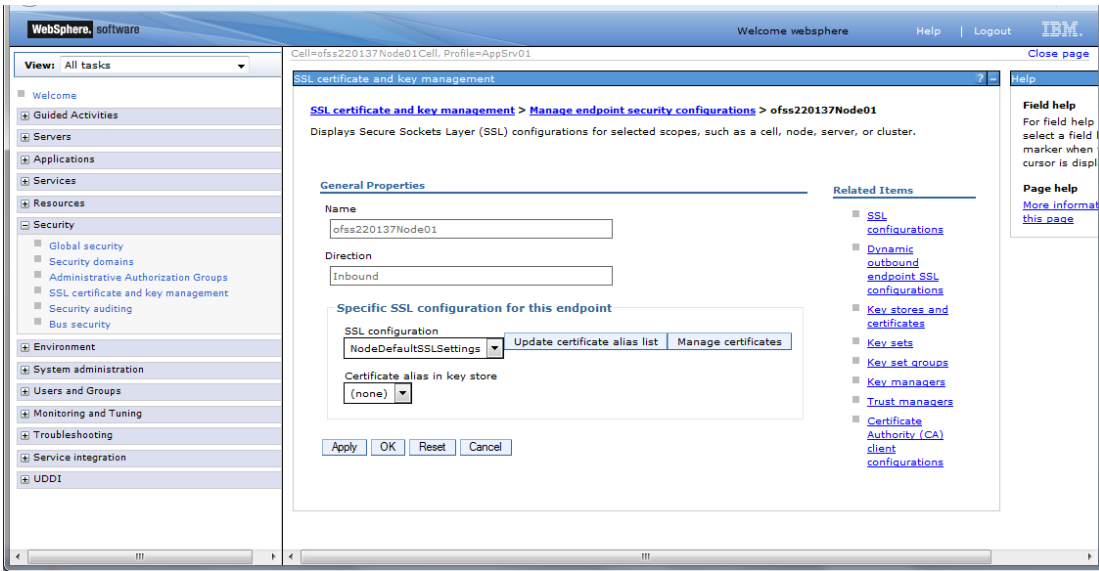 WebSphere. software
Welcome websphere
Help | Logout
IBM.
View: All tasks
Welcome
Guided Activities
Servers
Applications
Services
Resources
Security
Global security
Security domains
Administrative Authorization Groups
SSL certificate and key management
Security auditing
Bus security
Environment
System administration
Users and Groups
Monitoring and Tuning
Troubleshooting
Service integration
UDDI
Cell=ofss220137Node01Cell, Profile=AppSrv01
Close page
SSL certificate and key management
? –
SSL certificate and key management > Manage endpoint security configurations > ofss220137Node01
Displays Secure Sockets Layer (SSL) configurations for selected scopes, such as a cell, node, server, or cluster.
General Properties
Name
ofss220137Node01
Direction
Inbound
Specific SSL configuration for this endpoint
SSL configuration
NodeDefaultSSLSettings
Update certificate alias list
Manage certificates
Certificate alias in key store
(none)
Apply
OK
Reset
Cancel
Related Items
SSL
configurations
Dynamic
outbound
endpoint SSL
configurations
Key stores and
certificates
Key sets
Key set groups
Key managers
Trust managers
Certificate
Authority (CA)
client
configurations
Help
Field help
For field help
select a field
marker when
cursor is displ
Page help
More informat
this page